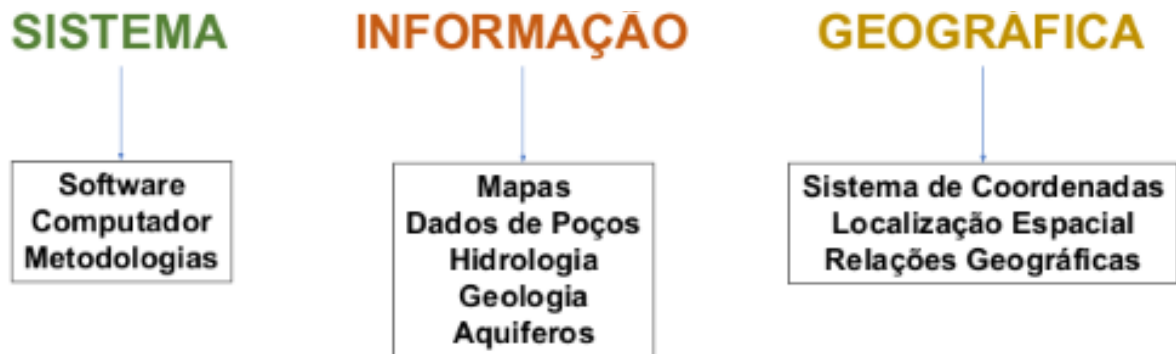 SISTEMA
Software
Computador
Metodologias
INFORMAÇÃO
Mapas
Dados de Poços
Hidrologia
Geologia
Aquiferos
GEOGRAFICA
Sistema de Coordenadas
Localização Espacial
Relações Geográficas